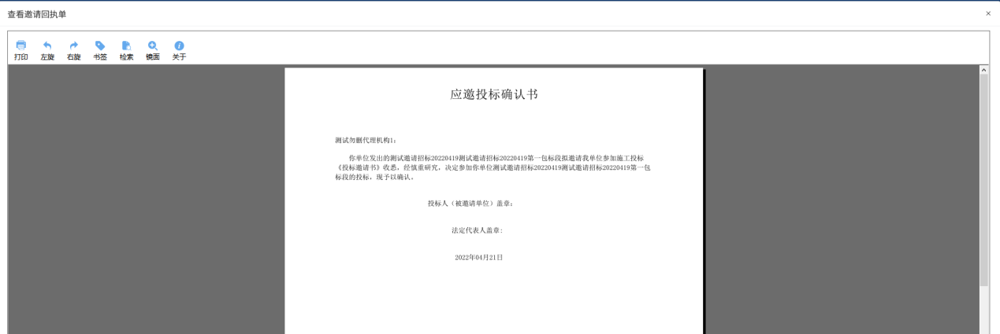 查看邀请回执单
×
打印 左旋 右旋 书签 检索 镜面 关于
应邀投标确认书
测试勿删代理机构1：
你单位发出的测试邀请招标20220419测试邀请招标20220419第一包标段拟邀请我单位参加施工投标
《投标邀请书》收悉，经慎重研究，决定参加你单位测试邀请招标20220419测试邀请招标20220419第一包
标段的投标，现予以确认。
投标人（被邀请单位）盖章：
法定代表人盖章：
2022年04月21日